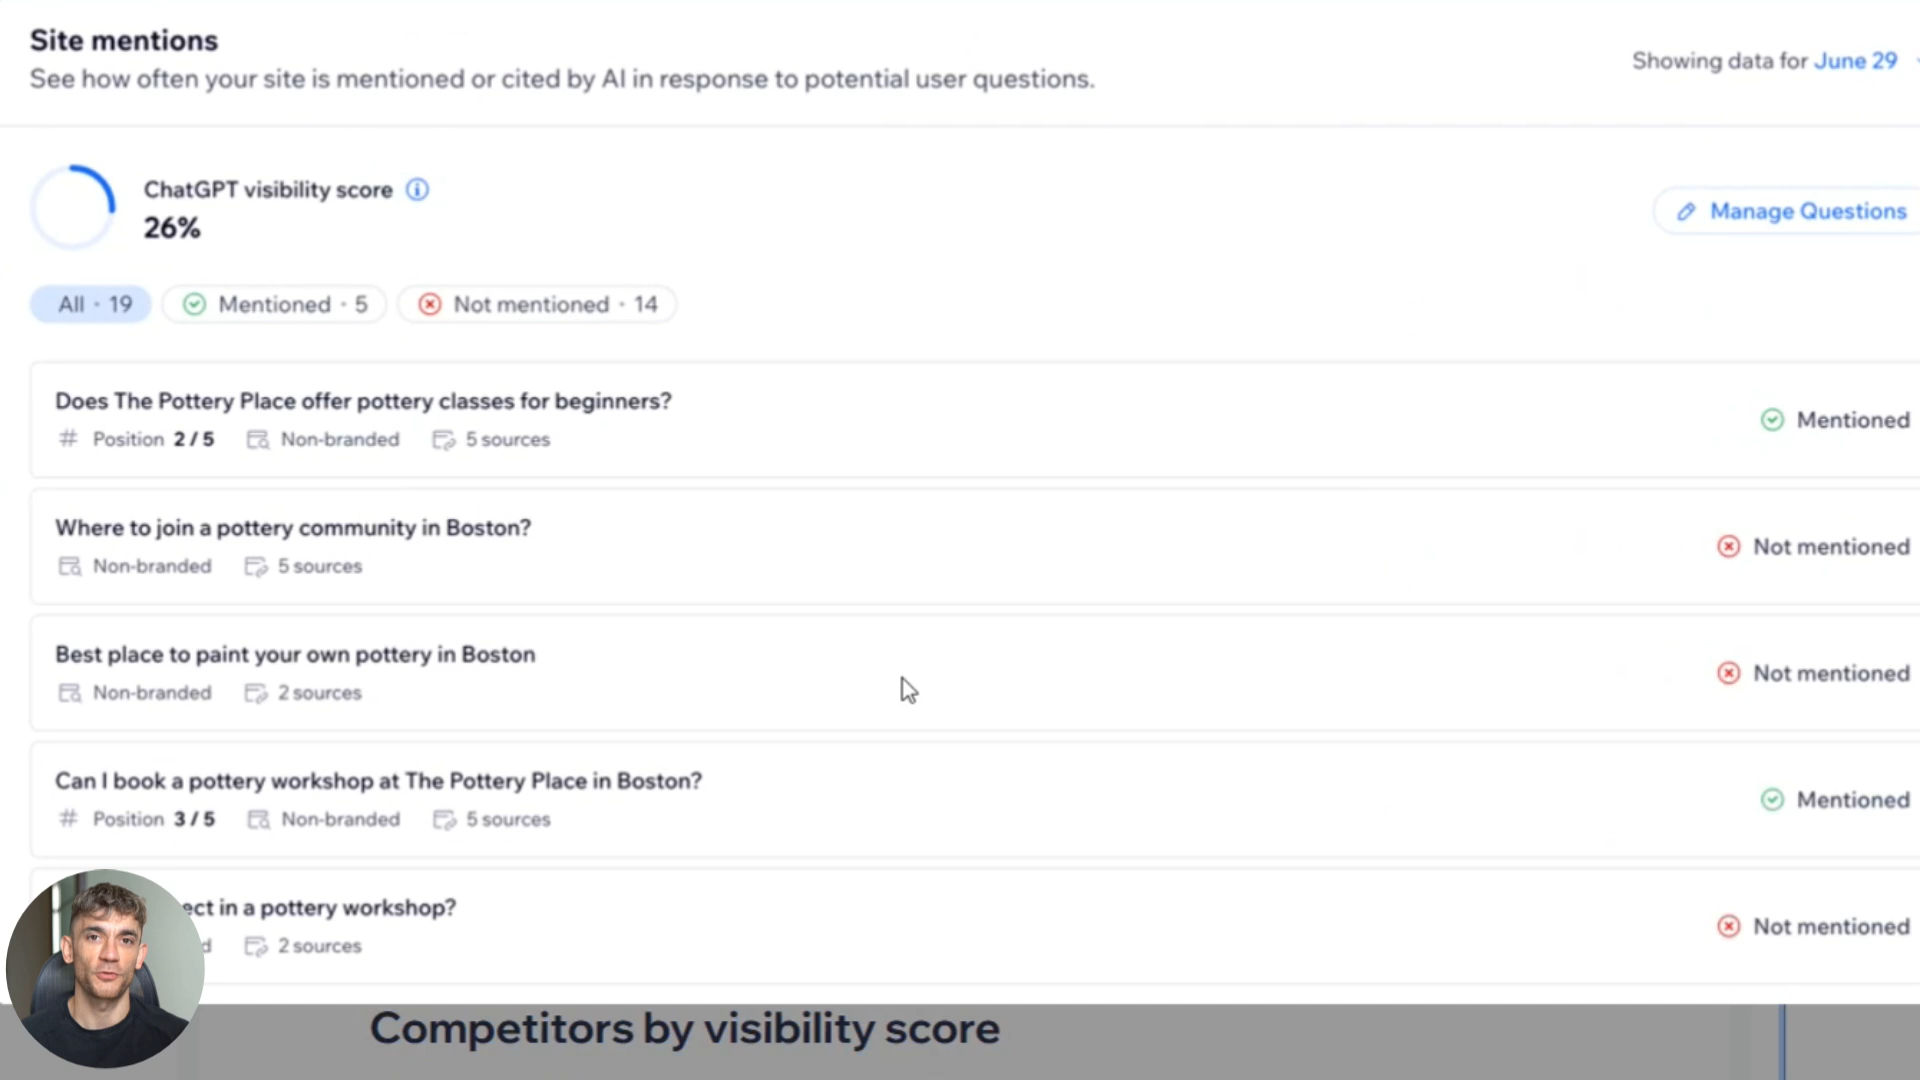 Site mentions
See how often your site is mentioned or cited by AI in response to potential user questions.
Showing data for June 29
ChatGPT visibility score
26%
Manage Questions
All · 19
Mentioned · 5
Not mentioned · 14
Does The Pottery Place offer pottery classes for beginners?
# Position 2 / 5 Non-branded 5 sources
Mentioned
Where to join a pottery community in Boston?
Non-branded 5 sources
Not mentioned
Best place to paint your own pottery in Boston
Non-branded 2 sources
Not mentioned
Can I book a pottery workshop at The Pottery Place in Boston?
# Position 3 / 5 Non-branded 5 sources
Mentioned
in a pottery workshop?
2 sources
Not mentioned
Competitors by visibility score